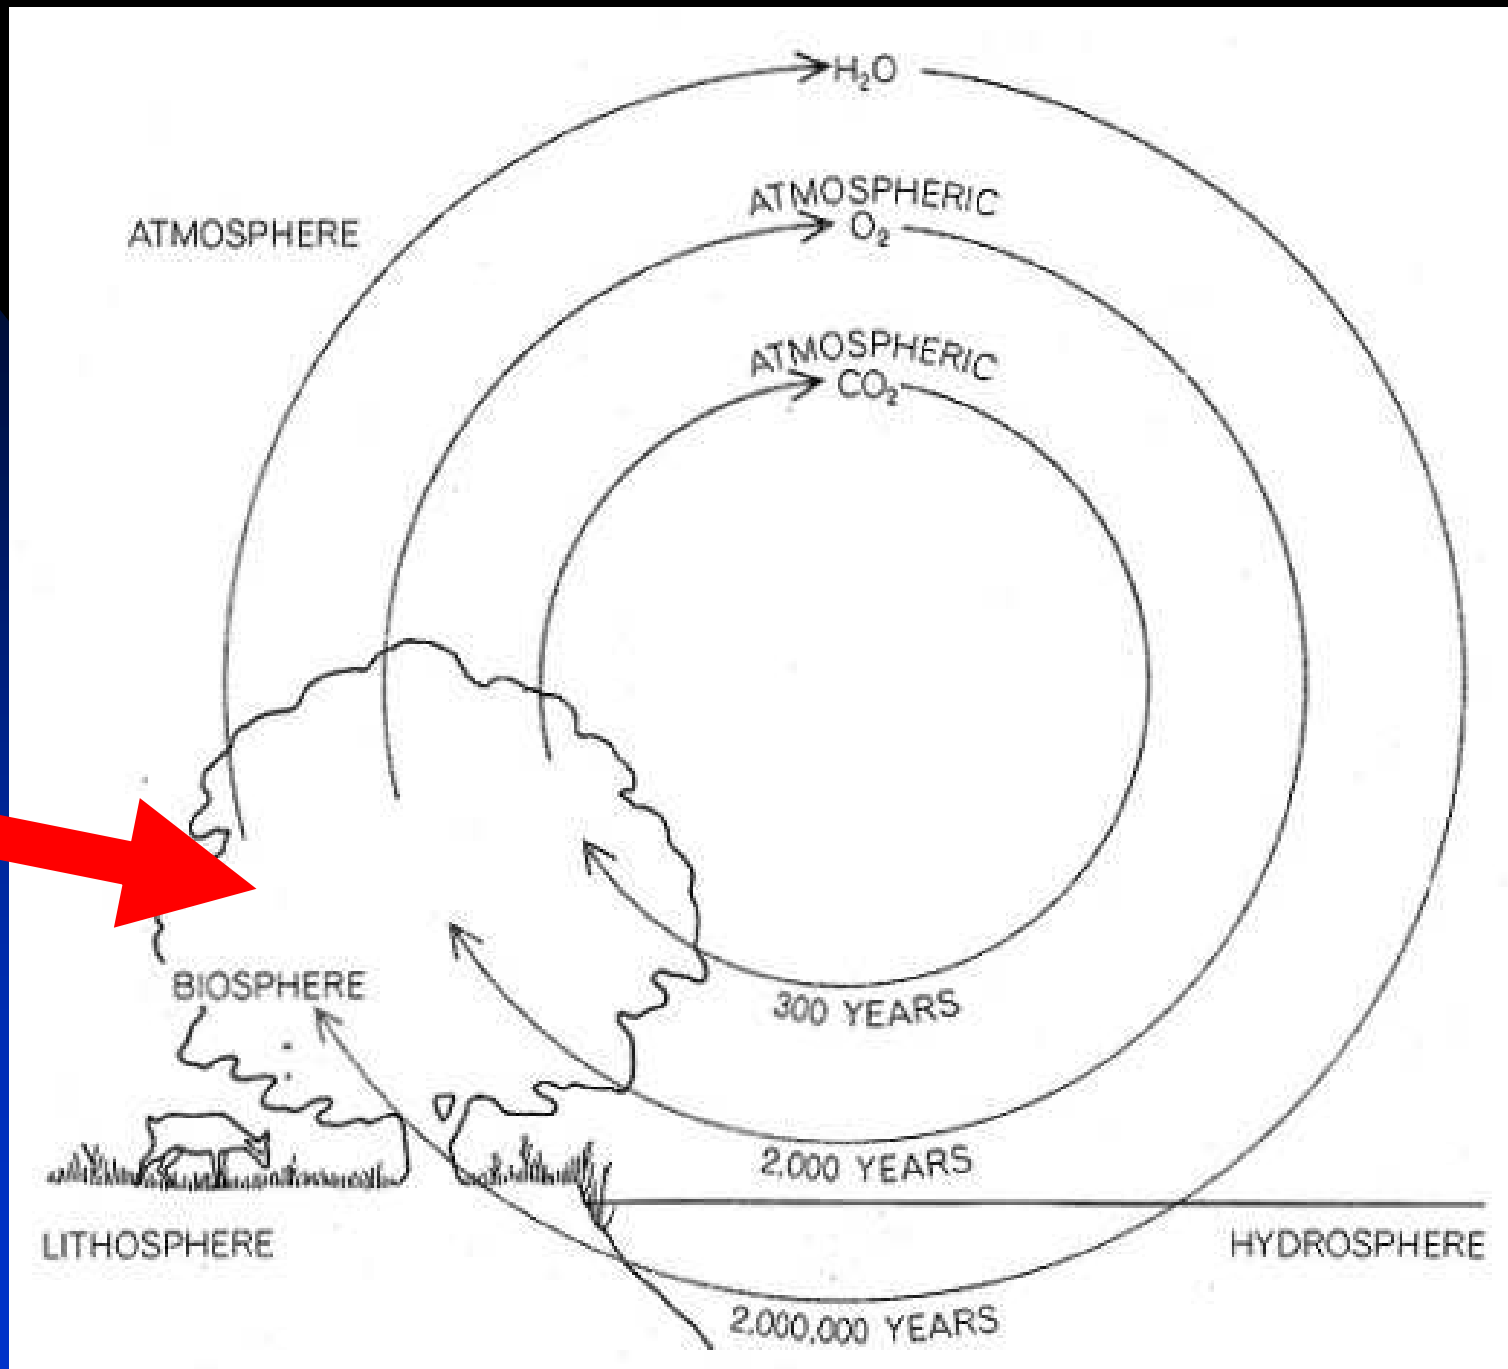 H₂O
ATMOSPHERIC
O₂
ATMOSPHERE
ATMOSPHERIC
CO₂
BIOSPHERE
300 YEARS
2,000 YEARS
LITHOSPHERE
HYDROSPHERE
2,000,000 YEARS